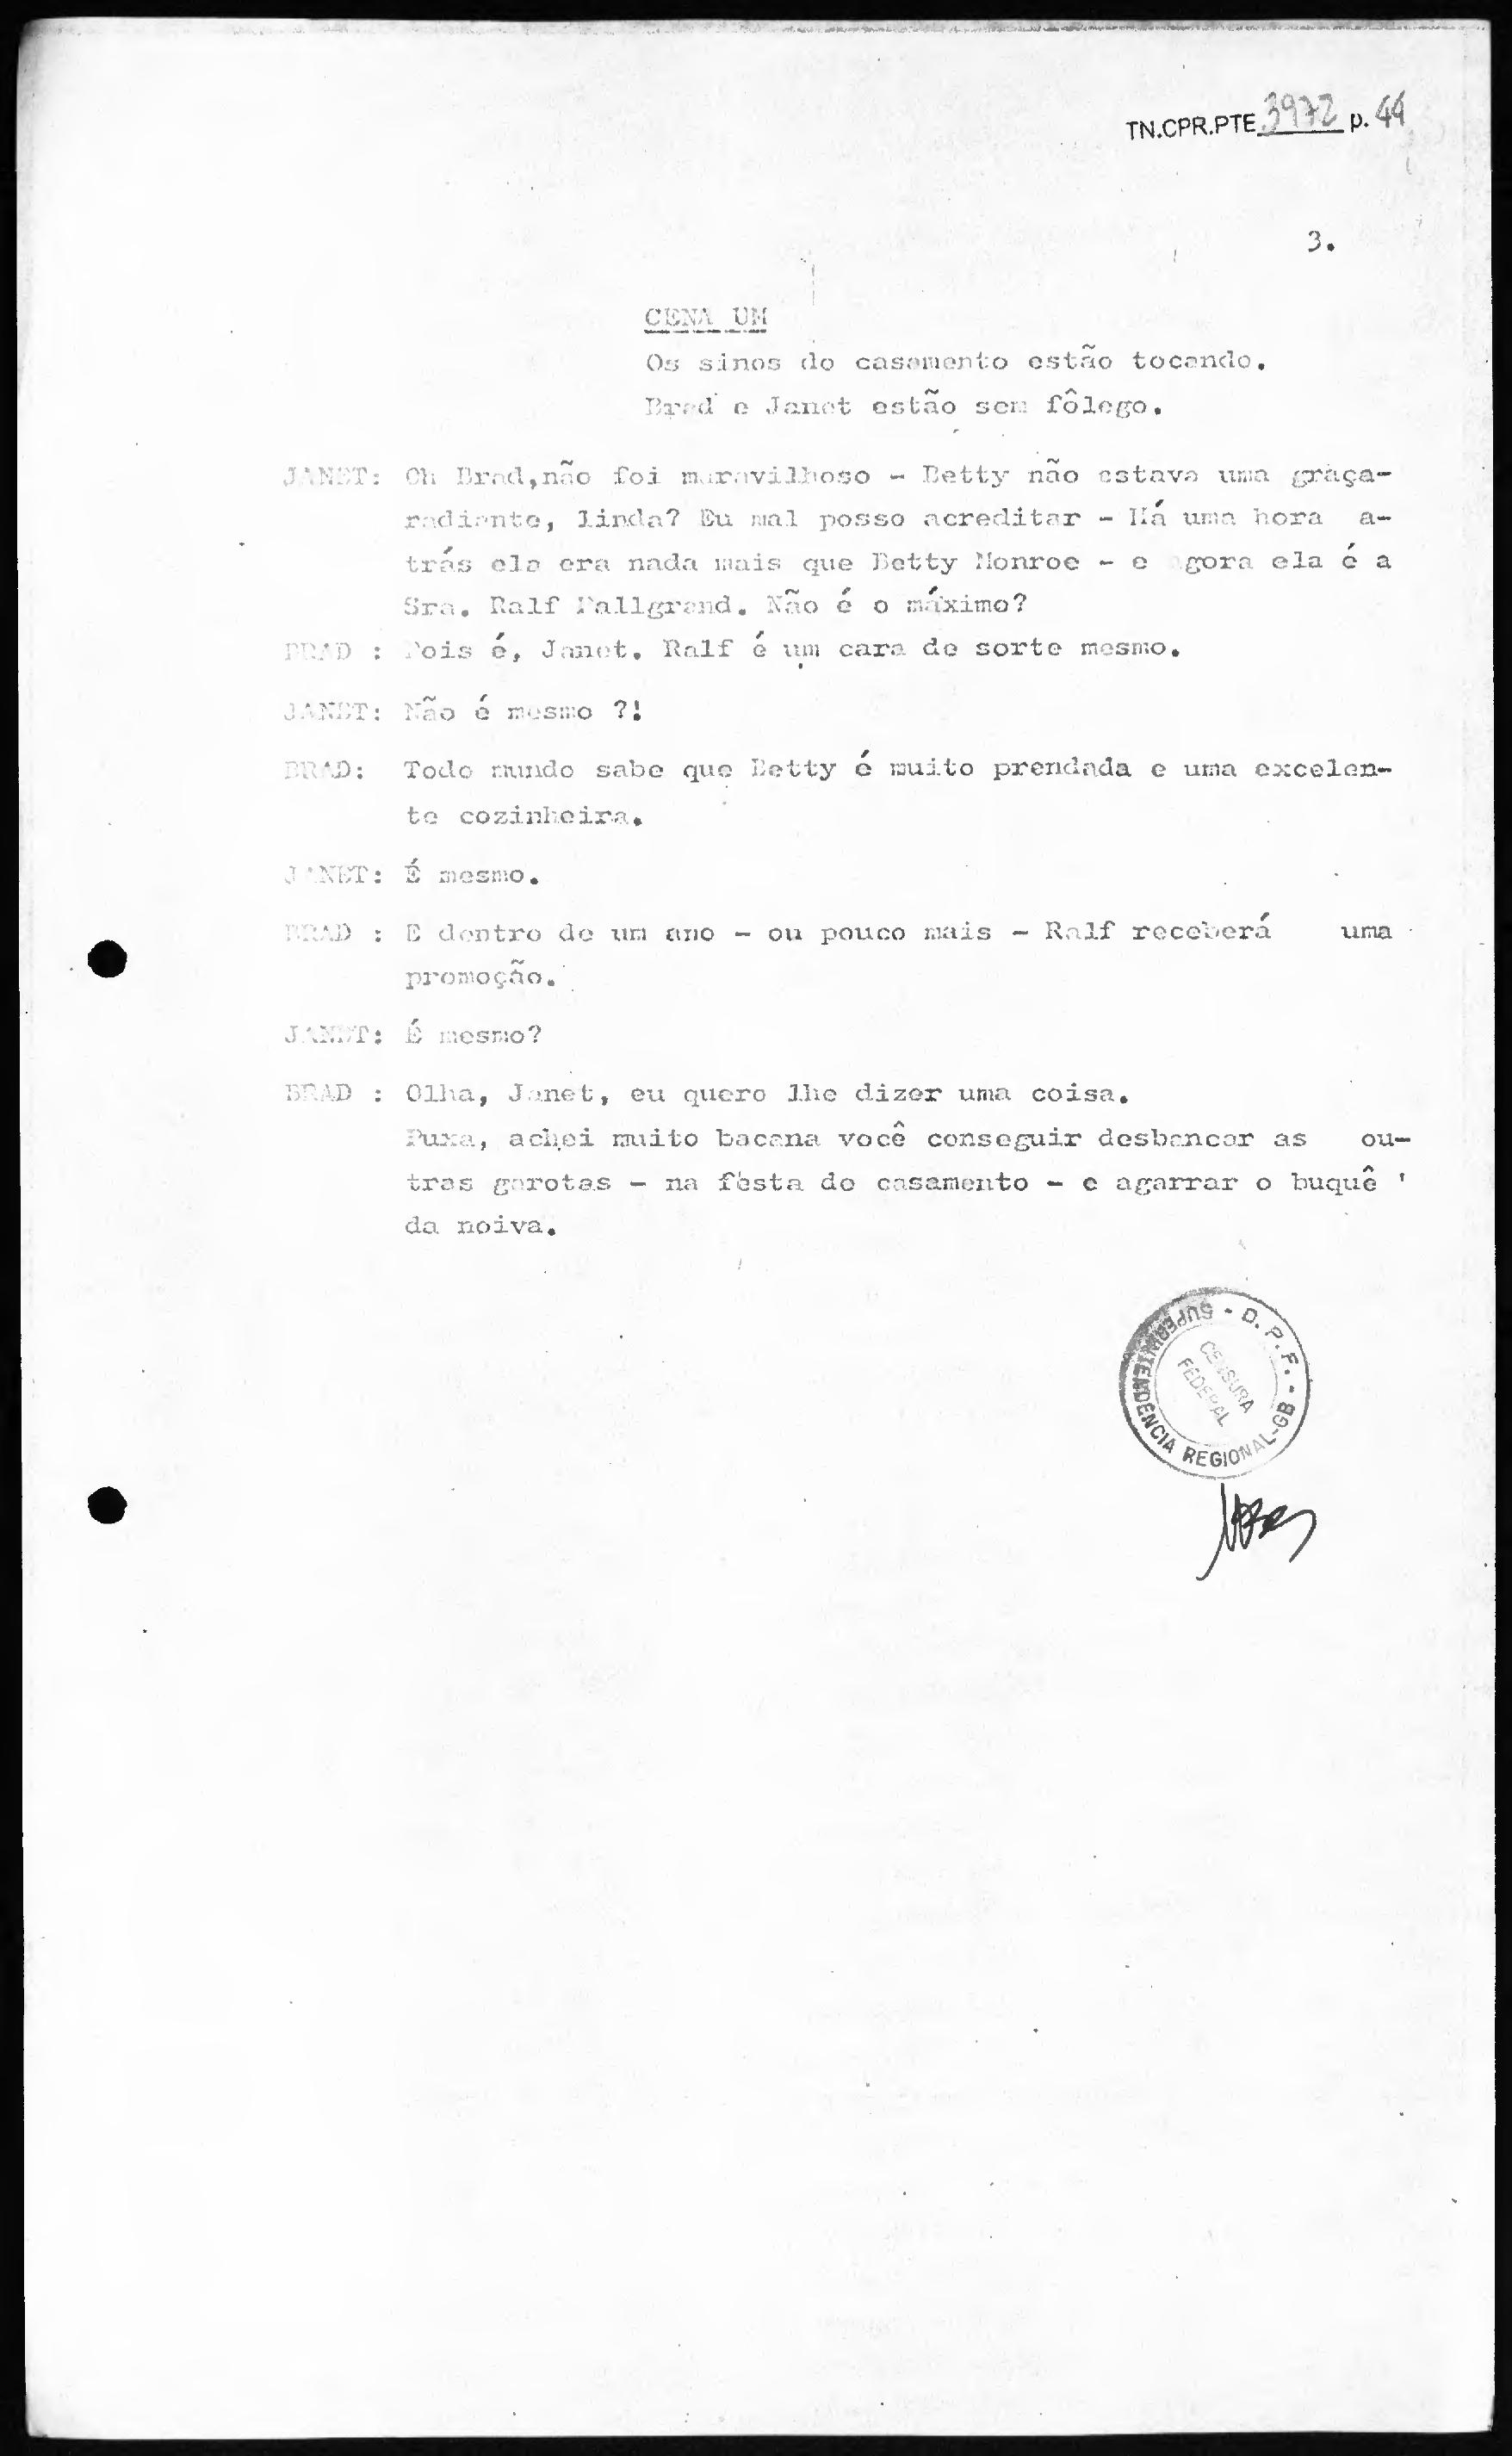 TN.CPR.PTE 3972 p. 44
3.
CENA UM
Os sinos do casamento estão tocando.
Brad e Janet estão sem fôlego.
JANET: Oh Brad,não foi maravilhoso - Betty não estava uma graça-
radiante, linda? Eu mal posso acreditar - Há uma hora a-
trás ela era nada mais que Betty Monroe - e agora ela é a
Sra. Ralf Hallgrand. Não é o máximo?
BRAD : Pois é, Janet. Ralf é um cara de sorte mesmo.
JANET: Não é mesmo ?!
BRAD: Todo mundo sabe que Betty é muito prendada e uma excelen-
te cozinheira.
JANET: É mesmo.
BRAD : E dentro de um ano - ou pouco mais - Ralf receberá uma
promoção.
JANET: É mesmo?
BRAD : Olha, Janet, eu quero lhe dizer uma coisa.
Puxa, achei muito bacana você conseguir desbancar as ou-
tras garotas - na fèsta do casamento - e agarrar o buquê '
da noiva.
D.P.F. - SUPERINTENDÊNCIA REGIONAL-GB -
CENSURA
FEDERAL